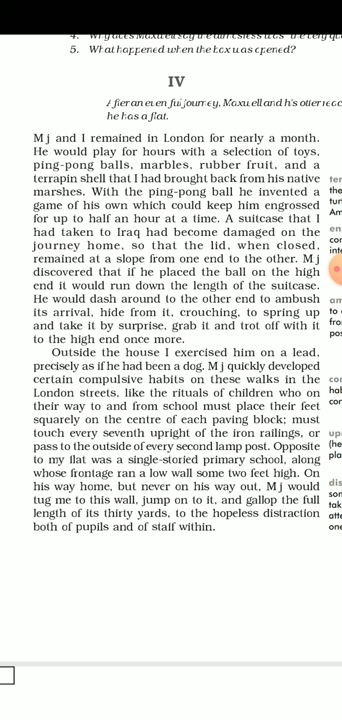 4. Why does Maxwell say the airhostess was "the very que
5. What happened when the box was opened?
IV
After an eventful journey, Maxwell and his otter reac
he has a flat.
M j and I remained in London for nearly a month.
He would play for hours with a selection of toys,
ping-pong balls, marbles, rubber fruit, and a
terrapin shell that I had brought back from his native
marshes. With the ping-pong ball he invented a
game of his own which could keep him engrossed
for up to half an hour at a time. A suitcase that I
had taken to Iraq had become damaged on the
journey home, so that the lid, when closed,
remained at a slope from one end to the other. M j
discovered that if he placed the ball on the high
end it would run down the length of the suitcase.
He would dash around to the other end to ambush
its arrival, hide from it, crouching, to spring up
and take it by surprise, grab it and trot off with it
to the high end once more.
Outside the house I exercised him on a lead,
precisely as if he had been a dog. M j quickly developed
certain compulsive habits on these walks in the
London streets, like the rituals of children who on
their way to and from school must place their feet
squarely on the centre of each paving block; must
touch every seventh upright of the iron railings, or
pass to the outside of every second lamp post. Opposite
to my flat was a single-storied primary school, along
whose frontage ran a low wall some two feet high. On
his way home, but never on his way out, M j would
tug me to this wall, jump on to it, and gallop the full
length of its thirty yards, to the hopeless distraction
both of pupils and of staff within.